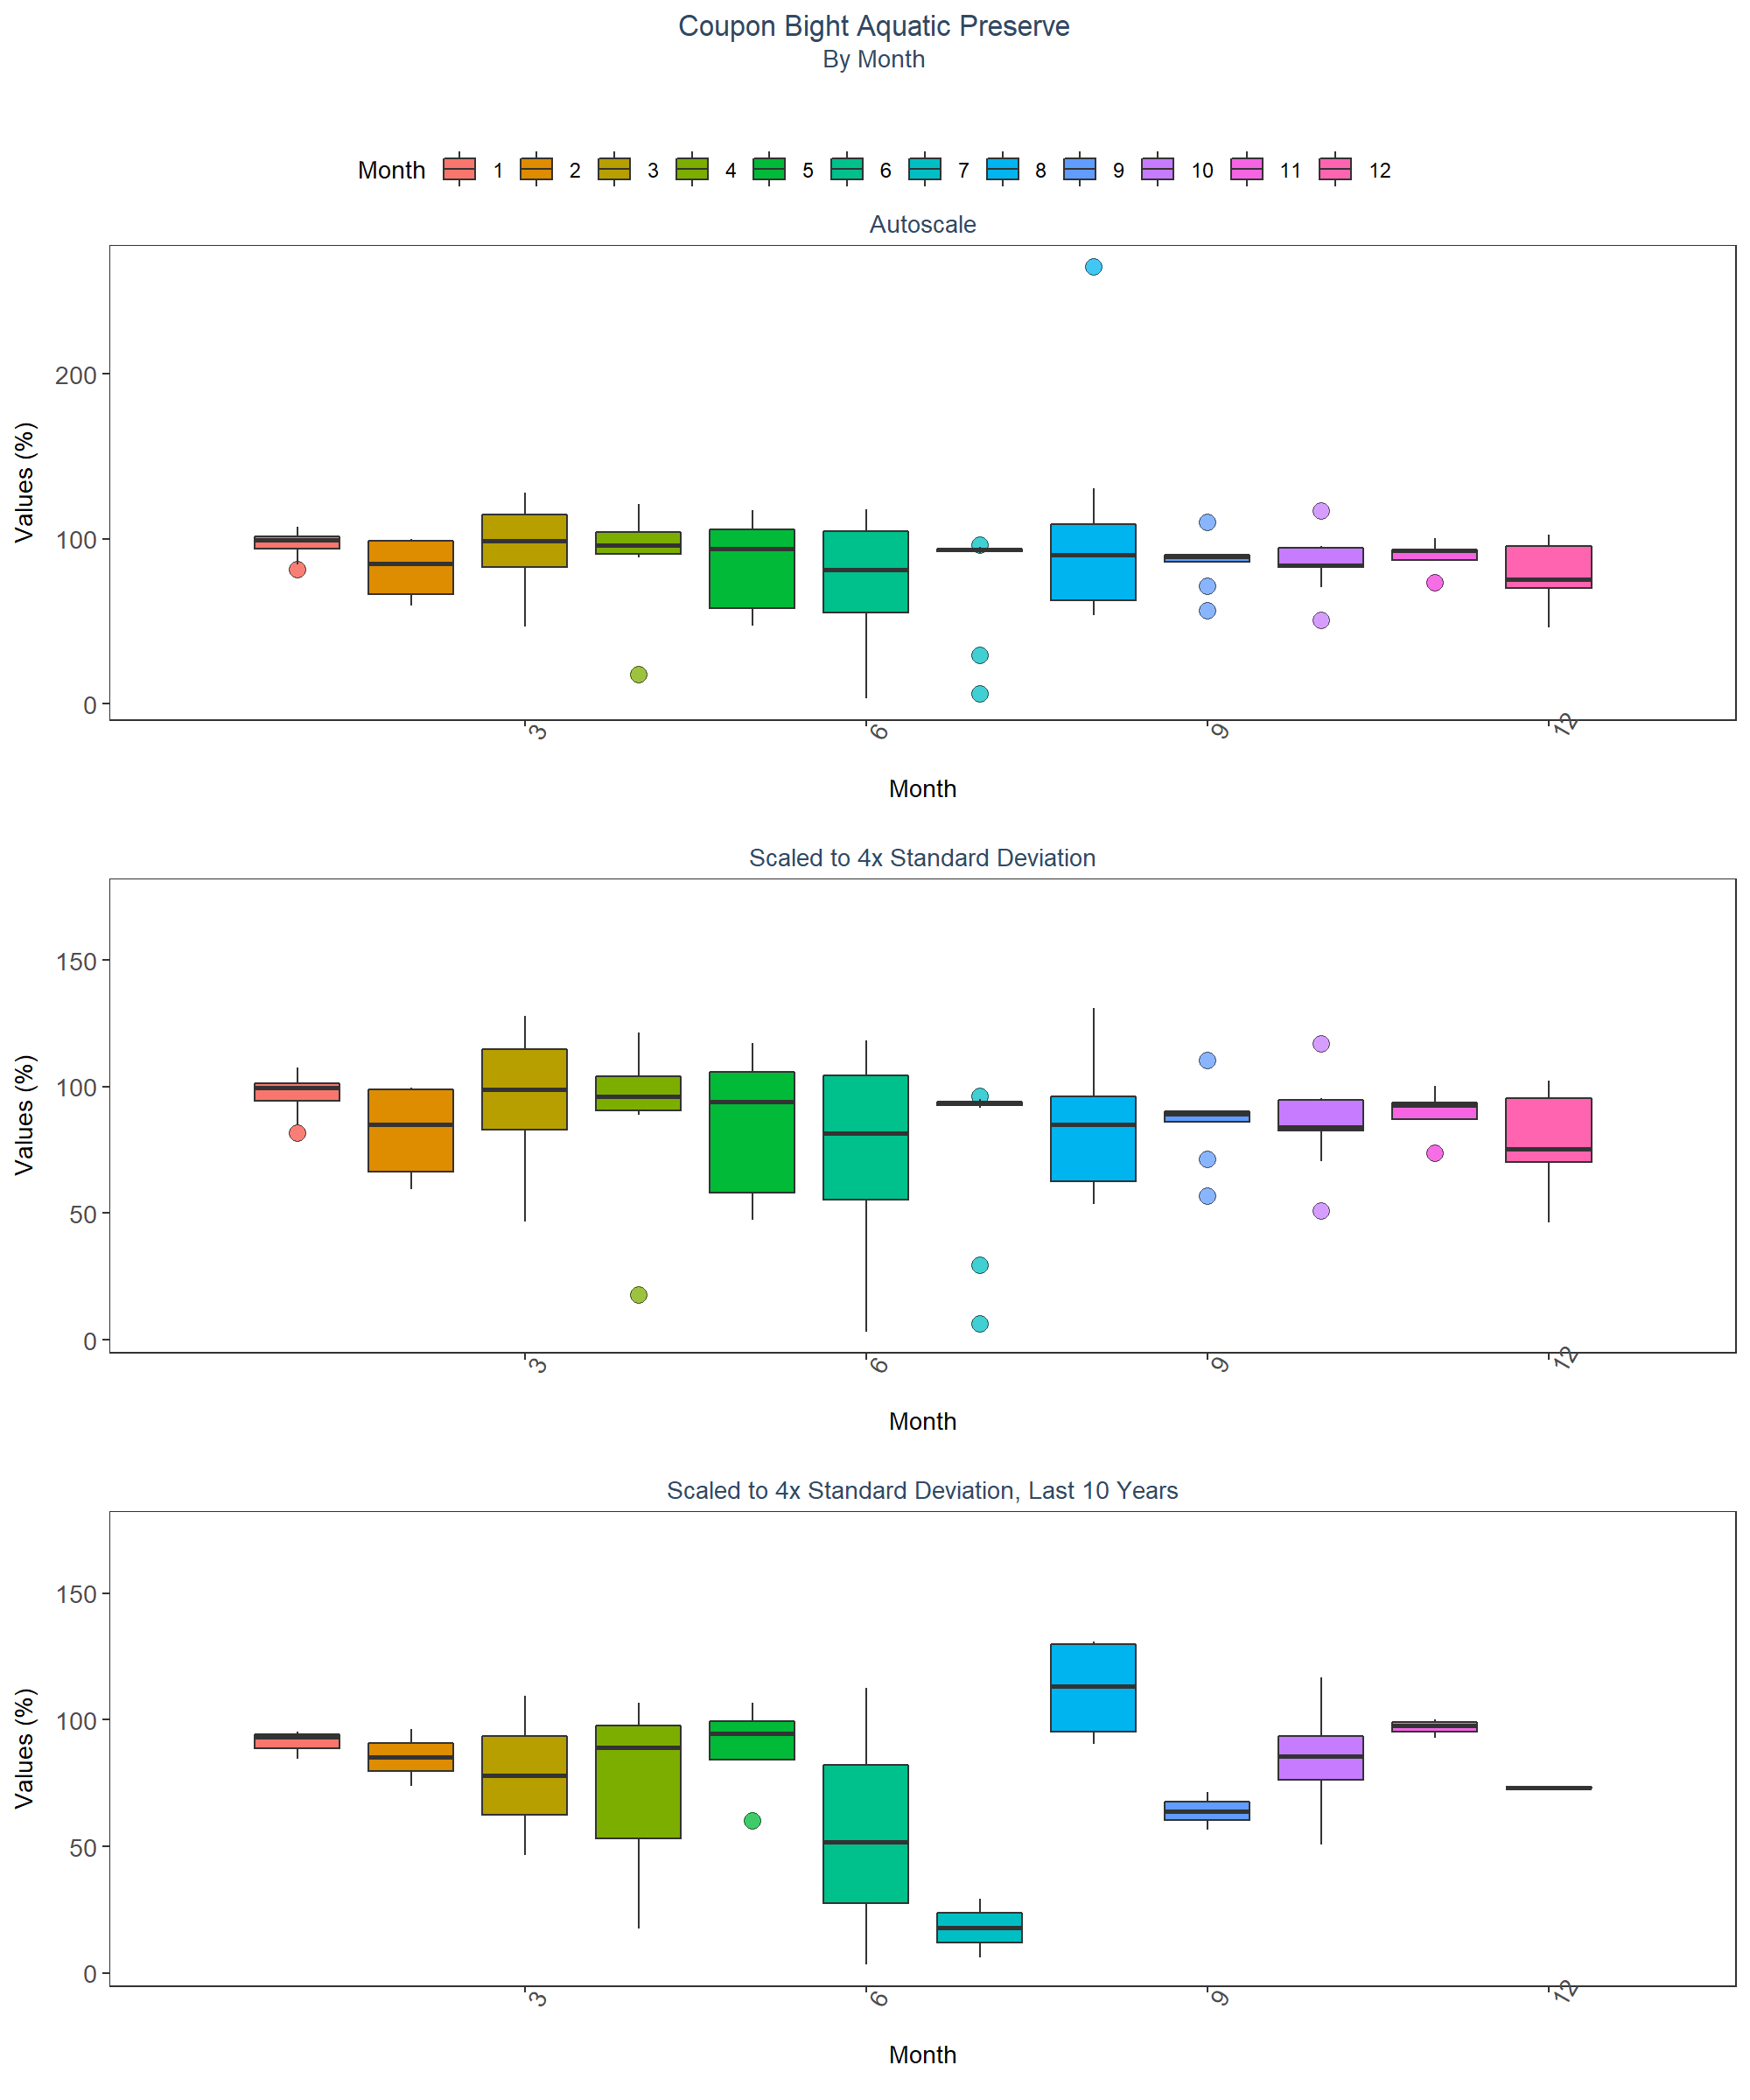 Coupon Bight Aquatic Preserve
By Month
Month 1 2 3 4 5 6 7 8 9 10 11 12
Autoscale
Values (%)
200
100
0
3 6 9 12
Month
Scaled to 4x Standard Deviation
Values (%)
150
100
50
0
3 6 9 12
Month
Scaled to 4x Standard Deviation, Last 10 Years
Values (%)
150
100
50
0
3 6 9 12
Month